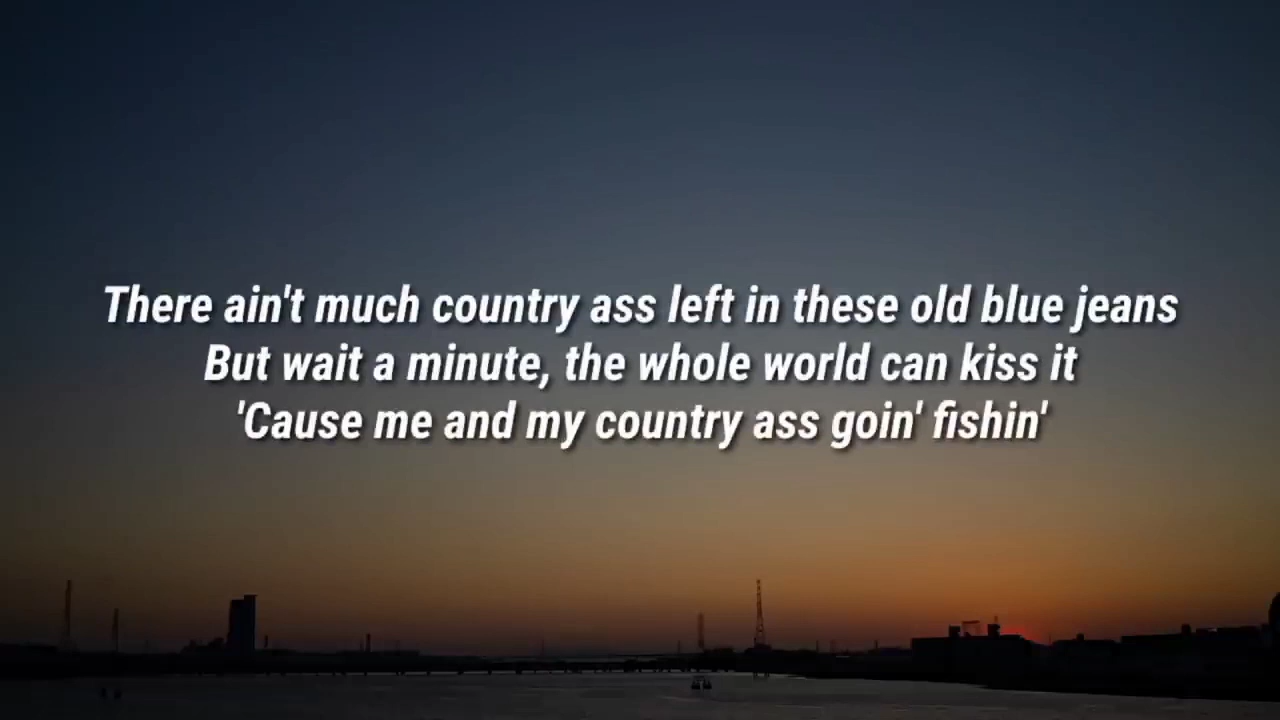 There ain't much country ass left in these old blue jeans
But wait a minute, the whole world can kiss it
'Cause me and my country ass goin' fishin'